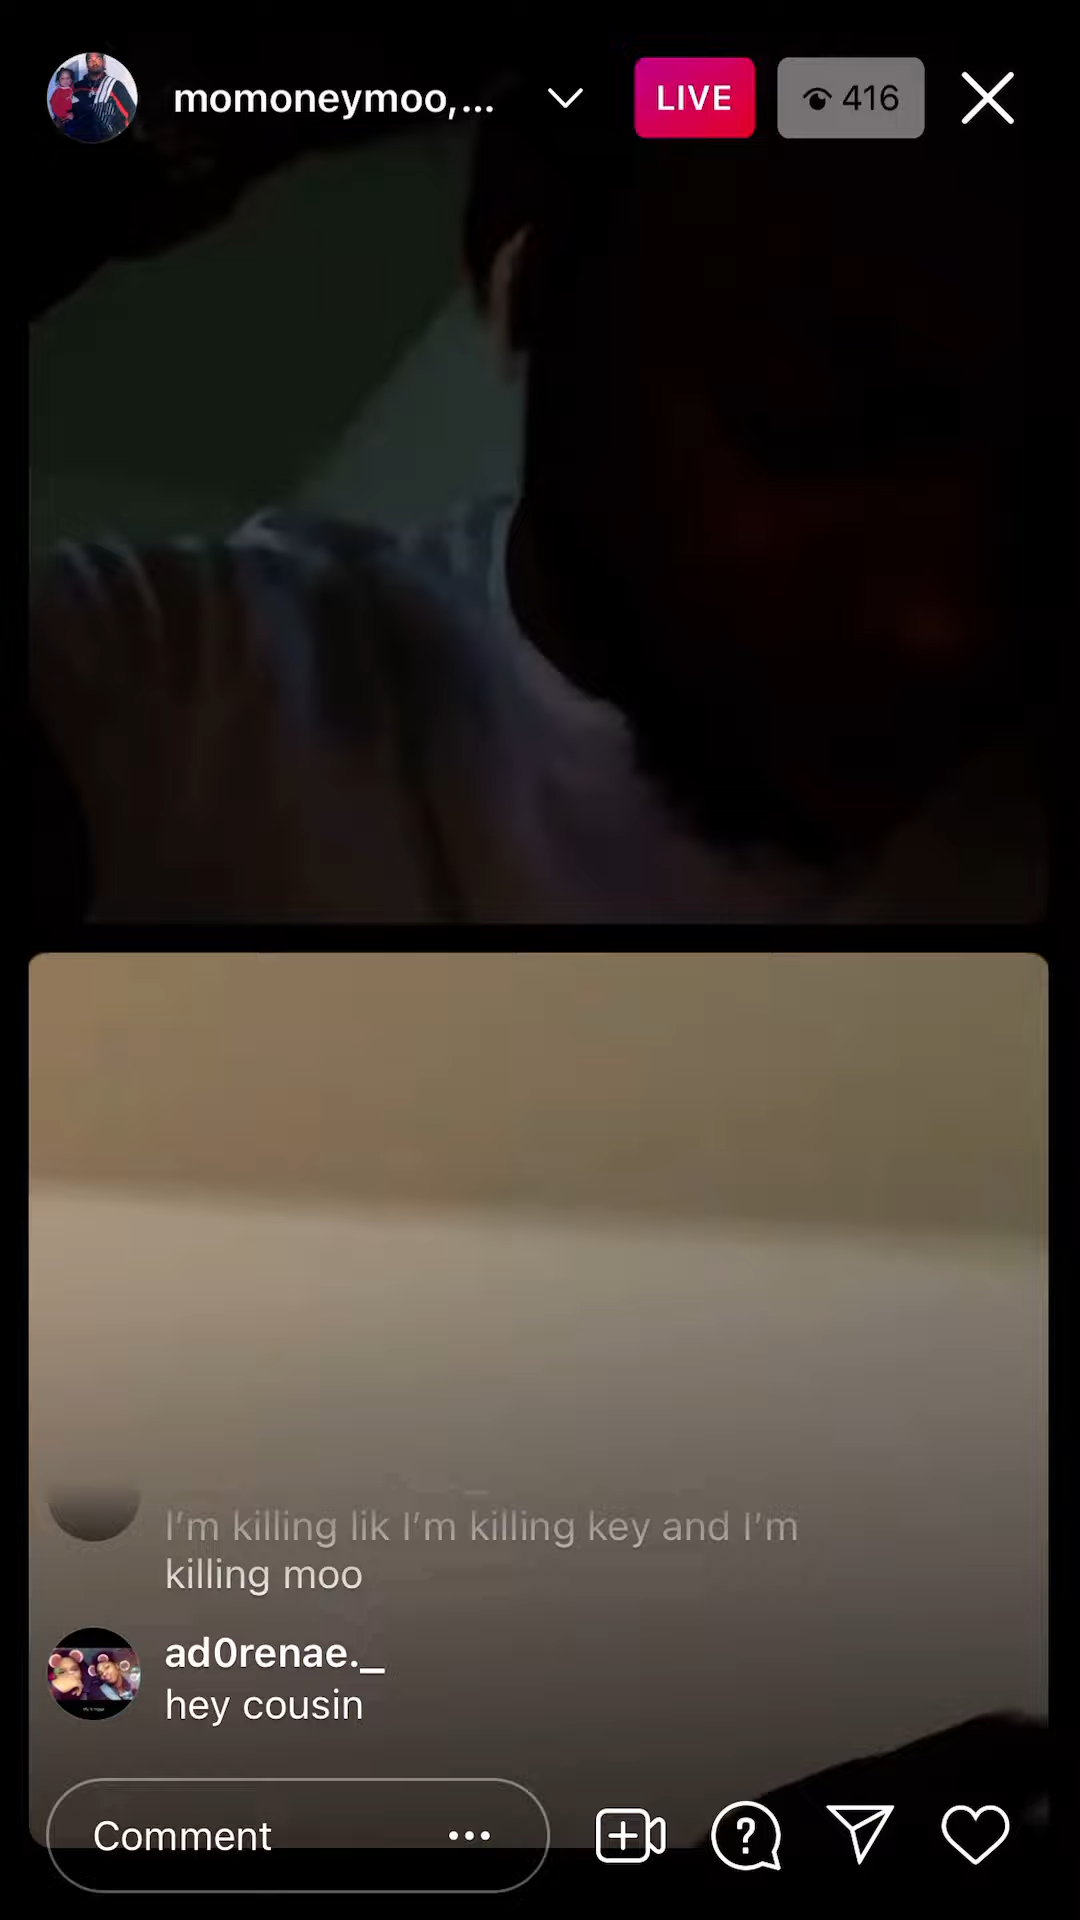 momoneymoo,...
LIVE
416
I'm killing lik I'm killing key and I'm
killing moo
ad0renae._
hey cousin
Comment